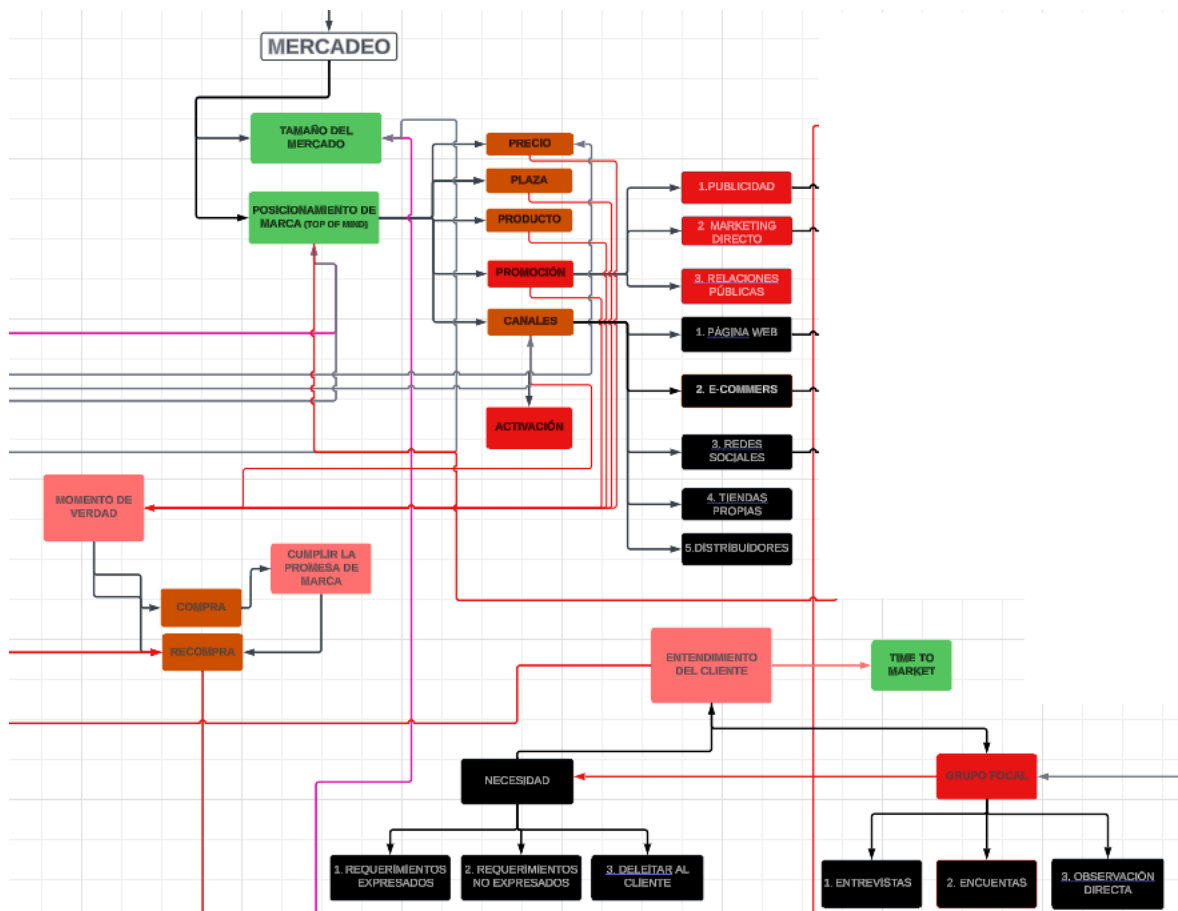 MERCADEO
TAMAÑO DEL
MERCADO
POSICIONAMIENTO DE
MARCA (TOP OF MIND)
PRECIO
PLAZA
PRODUCTO
PROMOCIÓN
CANALES
ACTIVACIÓN
1.PUBLICIDAD
2. MARKETING
DIRECTO
3. RELACIONES
PÚBLICAS
1. PÁGINA WEB
2. E-COMMERS
3. REDES
SOCIALES
4. TIENDAS
PROPIAS
5.DISTRIBUÍDORES
MOMENTO DE
VERDAD
CUMPLIR LA
PROMESA DE
MARCA
COMPRA
RECOMPRA
ENTENDIMIENTO
DEL CLIENTE
TIME TO
MARKET
NECESIDAD
GRUPO FOCAL
1. REQUERIMIENTOS
EXPRESADOS
2. REQUERIMIENTOS
NO EXPRESADOS
3. DELEITAR AL
CLIENTE
1. ENTREVISTAS
2. ENCUENTAS
3. OBSERVACIÓN
DIRECTA